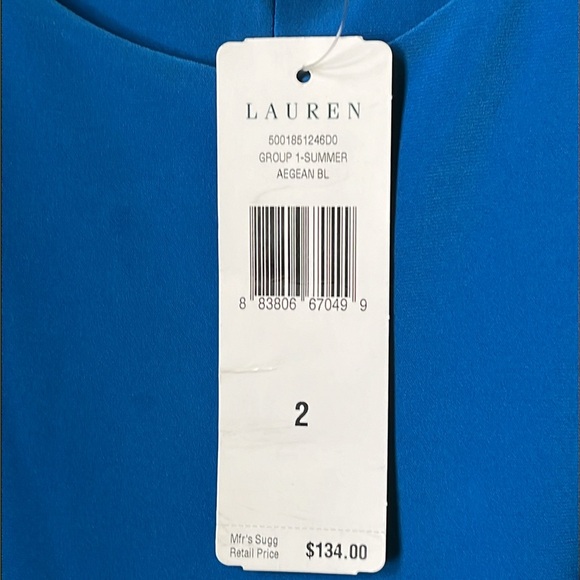 LAUREN
5001851246D0
GROUP 1-SUMMER
AEGEAN BL
8 83806 67049 9
2
Mfr's Sugg
Retail Price $134.00